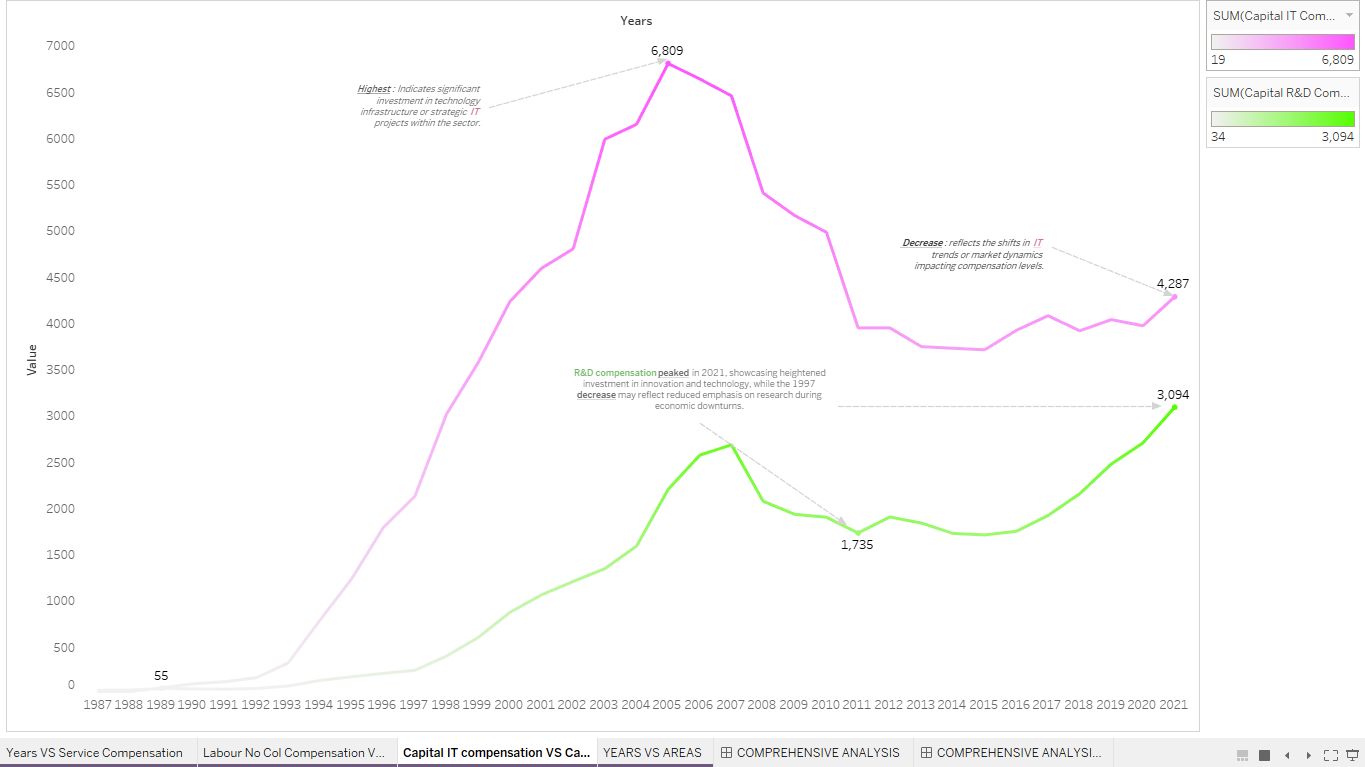 Years
SUM(Capital IT Com...
19 6,809
SUM(Capital R&D Com...
34 3,094
Value
7000
6500
6000
5500
5000
4500
4000
3500
3000
2500
2000
1500
1000
500
0
6,809
Highest : Indicates significant
investment in technology
infrastructure or strategic IT
projects within the sector.
Decrease : reflects the shifts in IT
trends or market dynamics
impacting compensation levels.
4,287
R&D compensation peaked in 2021, showcasing heightened
investment in innovation and technology, while the 1997
decrease may reflect reduced emphasis on research during
economic downturns.
3,094
1,735
55
1987 1988 1989 1990 1991 1992 1993 1994 1995 1996 1997 1998 1999 2000 2001 2002 2003 2004 2005 2006 2007 2008 2009 2010 2011 2012 2013 2014 2015 2016 2017 2018 2019 2020 2021
Years VS Service Compensation
Labour No Col Compensation V...
Capital IT compensation VS Ca...
YEARS VS AREAS
COMPREHENSIVE ANALYSIS
COMPREHENSIVE ANALYSI...